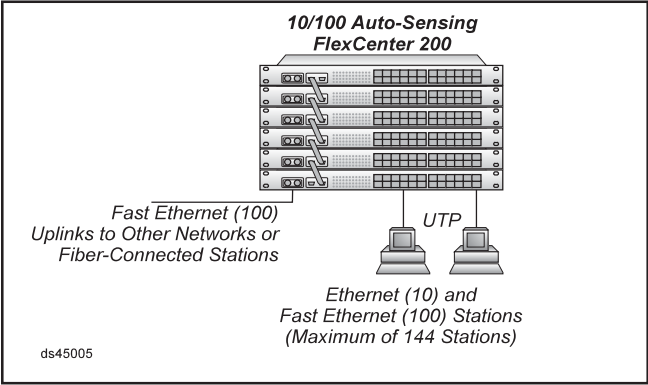 10/100 Auto-Sensing
FlexCenter 200
Fast Ethernet (100)
Uplinks to Other Networks or
Fiber-Connected Stations
UTP
Ethernet (10) and
Fast Ethernet (100) Stations
(Maximum of 144 Stations)
ds45005